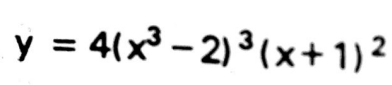 y = 4(x³ − 2)³(x + 1)²